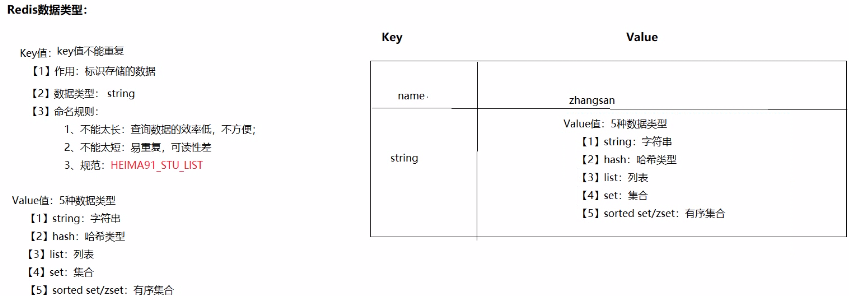 Redis数据类型：
Key值：key值不能重复
【1】作用：标识存储的数据
【2】数据类型： string
【3】命名规则：
1、不能太长：查询数据的效率低，不方便；
2、不能太短：易重复，可读性差
3、规范：HEIMA91_STU_LIST
Value值：5种数据类型
【1】string：字符串
【2】hash：哈希类型
【3】list：列表
【4】set：集合
【5】sorted set/zset：有序集合
Key Value
name zhangsan
string
Value值：5种数据类型
【1】string：字符串
【2】hash：哈希类型
【3】list：列表
【4】set：集合
【5】sorted set/zset：有序集合